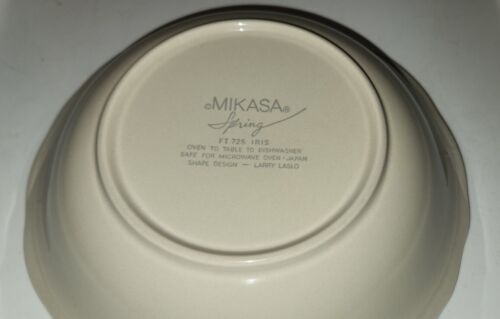 ©MIKASA®
Spring
FT 725 IRIS
OVEN TO TABLE TO DISHWASHER
SAFE FOR MICROWAVE OVEN • JAPAN
SHAPE DESIGN — LARRY LASLO